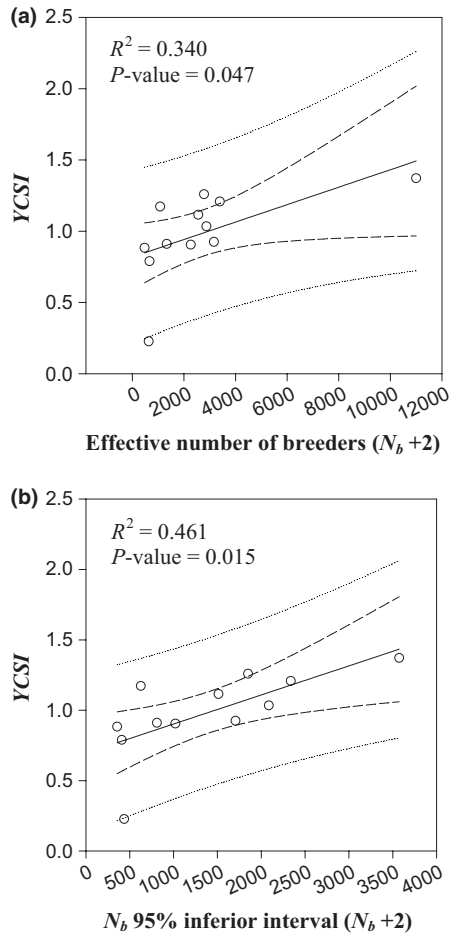 (a)
R² = 0.340
P-value = 0.047
YCSI
2.5
2.0
1.5
1.0
0.5
0.0
0 2000 4000 6000 8000 10000 12000
Effective number of breeders (N_b +2)
(b)
R² = 0.461
P-value = 0.015
YCSI
2.5
2.0
1.5
1.0
0.5
0.0
0 500 1000 1500 2000 2500 3000 3500 4000
N_b 95% inferior interval (N_b +2)